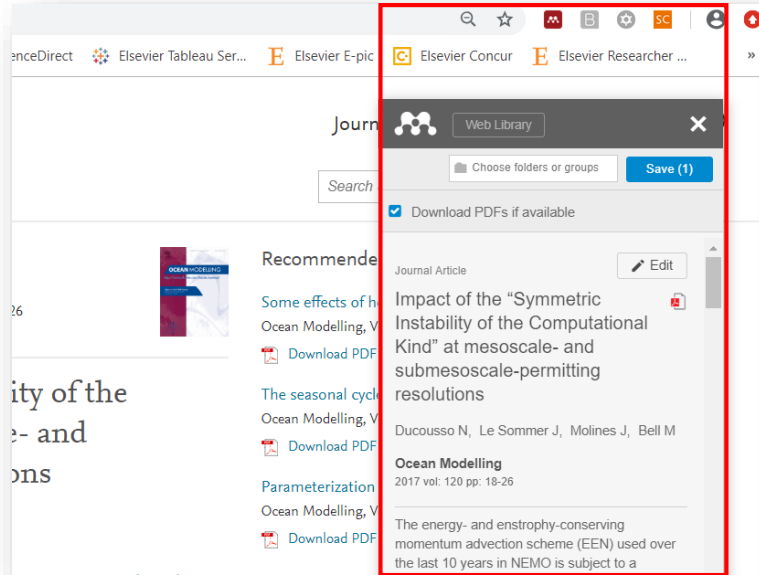 SC
enceDirect Elsevier Tableau Ser... E Elsevier E-pic Elsevier Concur E Elsevier Researcher ... »
Journ
Web Library
Choose folders or groups
Save (1)
Search
Download PDFs if available
Journal Article
Edit
Impact of the “Symmetric
Instability of the Computational
Kind” at mesoscale- and
submesoscale-permitting
resolutions
Ducousso N, Le Sommer J, Molines J, Bell M
Ocean Modelling
2017 vol: 120 pp: 18-26
The energy- and enstrophy-conserving
momentum advection scheme (EEN) used over
the last 10 years in NEMO is subject to a
OCEAN MODELLING
26
ity of the
e- and
ons
Recommende
Some effects of h
Ocean Modelling, V
Download PDF
The seasonal cycl
Ocean Modelling, V
Download PDF
Parameterization
Ocean Modelling, V
Download PDF